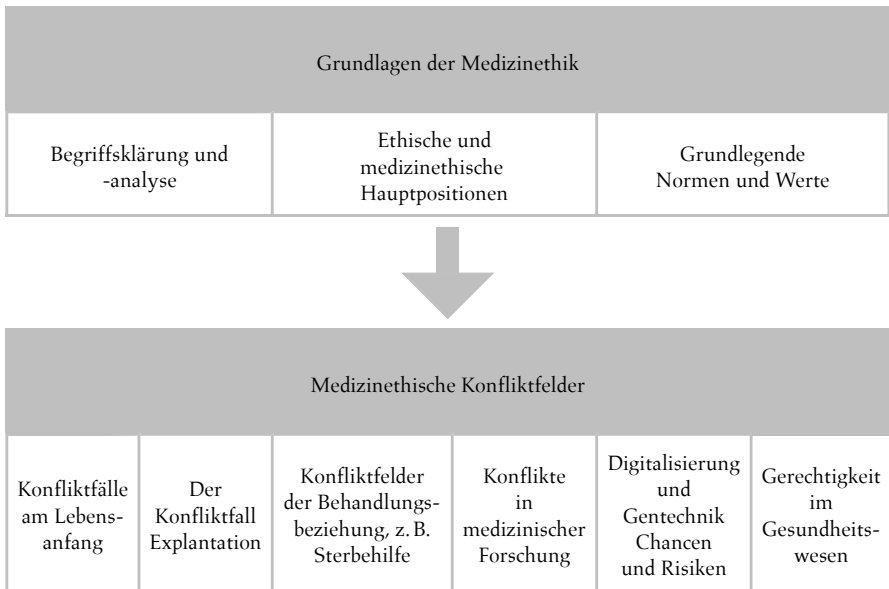 Grundlagen der Medizinethik
Begriffsklärung und
-analyse
Ethische und
medizinethische
Hauptpositionen
Grundlegende
Normen und Werte
Medizinethische Konfliktfelder
Konfliktfälle
am Lebens-
anfang
Der
Konfliktfall
Explantation
Konfliktfelder
der Behandlungs-
beziehung, z. B.
Sterbehilfe
Konflikte
in
medizinischer
Forschung
Digitalisierung
und
Gentechnik
Chancen
und Risiken
Gerechtigkeit
im
Gesundheits-
wesen